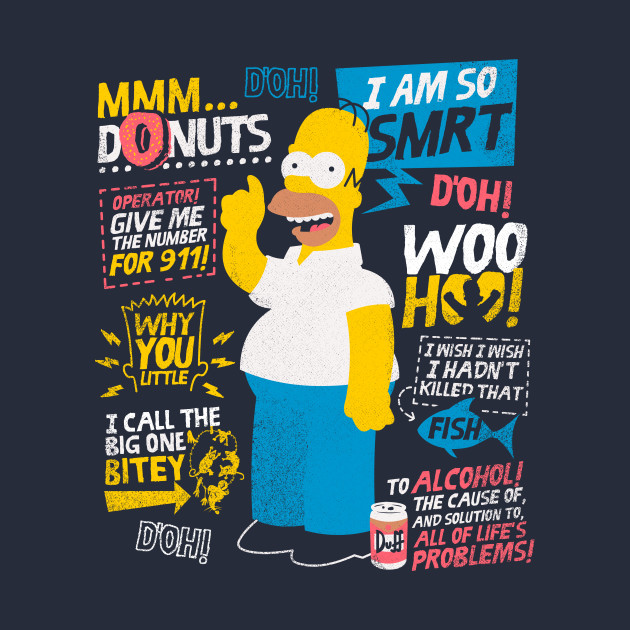 MMM...
DONUTS
D'OH!
I AM SO
SMRT
OPERATOR!
GIVE ME
THE NUMBER
FOR 911!
D'OH!
WOO
HOO!
WHY
YOU
LITTLE
I WISH I WISH
I HADN'T
KILLED THAT
FISH
I CALL THE
BIG ONE
BITEY
D'OH!
TO ALCOHOL!
THE CAUSE OF,
AND SOLUTION TO,
ALL OF LIFE'S
PROBLEMS!
Duff